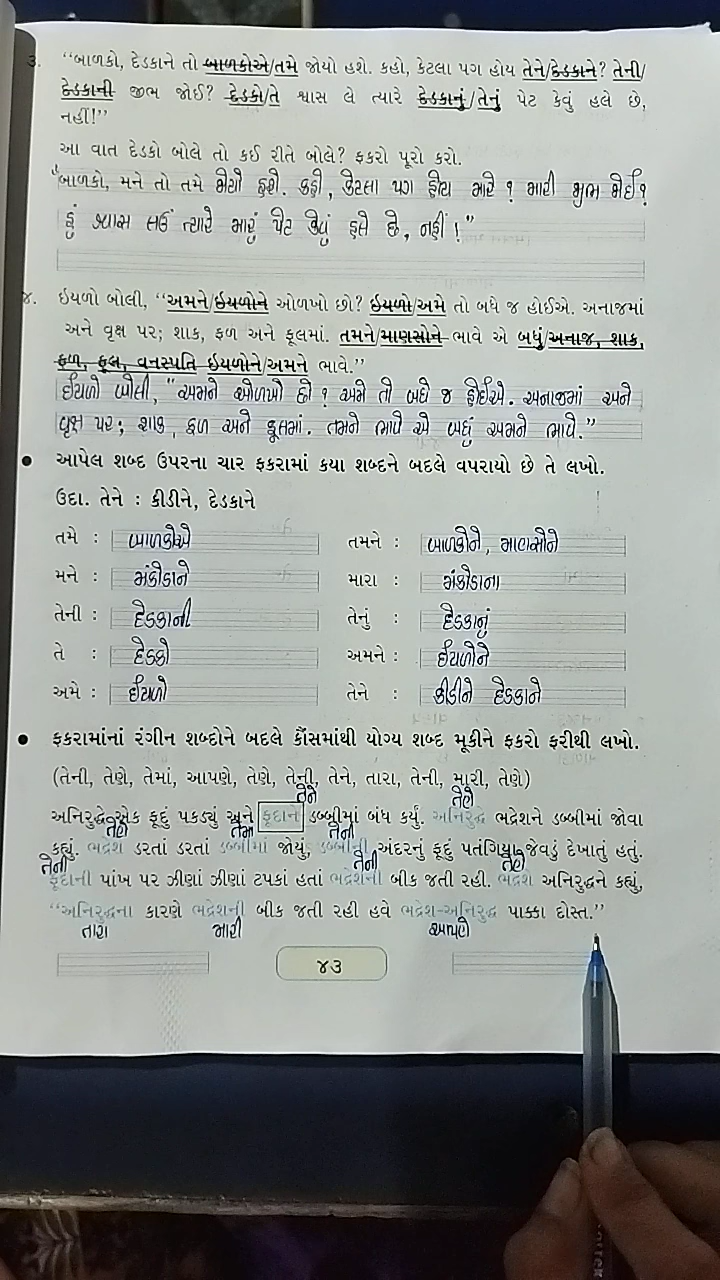 ૩. “બાળકો, દેડકાને તો બાળકોએ/તમે જોયો હશે. કહો, કેટલા પગ હોય તેને/દેડકાને? તેની/
દેડકાની જીભ જોઈ? દેડકો/તે શ્વાસ લે ત્યારે દેડકાનું/તેનું પેટ કેવું હલે છે,
નહીં!”
આ વાત દેડકો બોલે તો કઈ રીતે બોલે? ફકરો પૂરો કરો.
“બાળકો, મને તો તમે જોયો હશે. કહો, કેટલા પગ હોય મારે? મારી જીભ જોઈ?
હું શ્વાસ લઉં ત્યારે મારું પેટ કેવું હલે છે, નહીં!”
૪. ઇયળો બોલી, “અમને/ઇયળોને ઓળખો છો? ઇયળો/અમે તો બધે જ હોઈએ. અનાજમાં
અને વૃક્ષ પર; શાક, ફળ અને ફૂલમાં. તમને/માણસોને ભાવે એ બધું/અનાજ, શાક,
ફળ, ફૂલ, વનસ્પતિ ઇયળોને/અમને ભાવે.”
ઈયળો બોલી, “અમને ઓળખો છો? અમે તો બધે જ હોઈએ. અનાજમાં અને
વૃક્ષ પર; શાક, ફળ અને ફૂલમાં. તમને ભાવે એ બધું અમને ભાવે.”
● આપેલ શબ્દ ઉપરના ચાર ફકરામાં કયા શબ્દને બદલે વપરાયો છે તે લખો.
ઉદા. તેને : કીડીને, દેડકાને
તમે : બાળકોએ તમને : બાળકોને, માણસોને
મને : મંકોડાને મારા : મંકોડાના
તેની : દેડકાની તેનું : દેડકાનું
તે : દેડકો અમને : ઈયળોને
અમે : ઈયળો તેને : કીડીને દેડકાને
● ફકરામાંનાં રંગીન શબ્દોને બદલે કૌંસમાંથી યોગ્ય શબ્દ મૂકીને ફકરો ફરીથી લખો.
(તેની, તેણે, તેમાં, આપણે, તેણે, તેની, તેને, તારા, તેની, મારી, તેણે)
તેને તેણે
અનિરુદ્ધે એક ફૂદું પકડ્યું અને ફૂદાને ડબ્બીમાં બંધ કર્યું. અનિરુદ્ધે ભદ્રેશને ડબ્બીમાં જોવા
તેણે તેમાં તેની
કહ્યું. ભદ્રેશે ડરતાં ડરતાં ડબ્બીમાં જોયું, ડબ્બીની અંદરનું ફૂદું પતંગિયા જેવડું દેખાતું હતું.
તેની તેની તેણે
ફૂદાની પાંખ પર ઝીણાં ઝીણાં ટપકાં હતાં ભદ્રેશની બીક જતી રહી. ભદ્રેશે અનિરુદ્ધને કહ્યું,
“અનિરુદ્ધના કારણે ભદ્રેશની બીક જતી રહી હવે ભદ્રેશ-અનિરુદ્ધ પાક્કા દોસ્ત.”
તારા મારી આપણે
૪૩